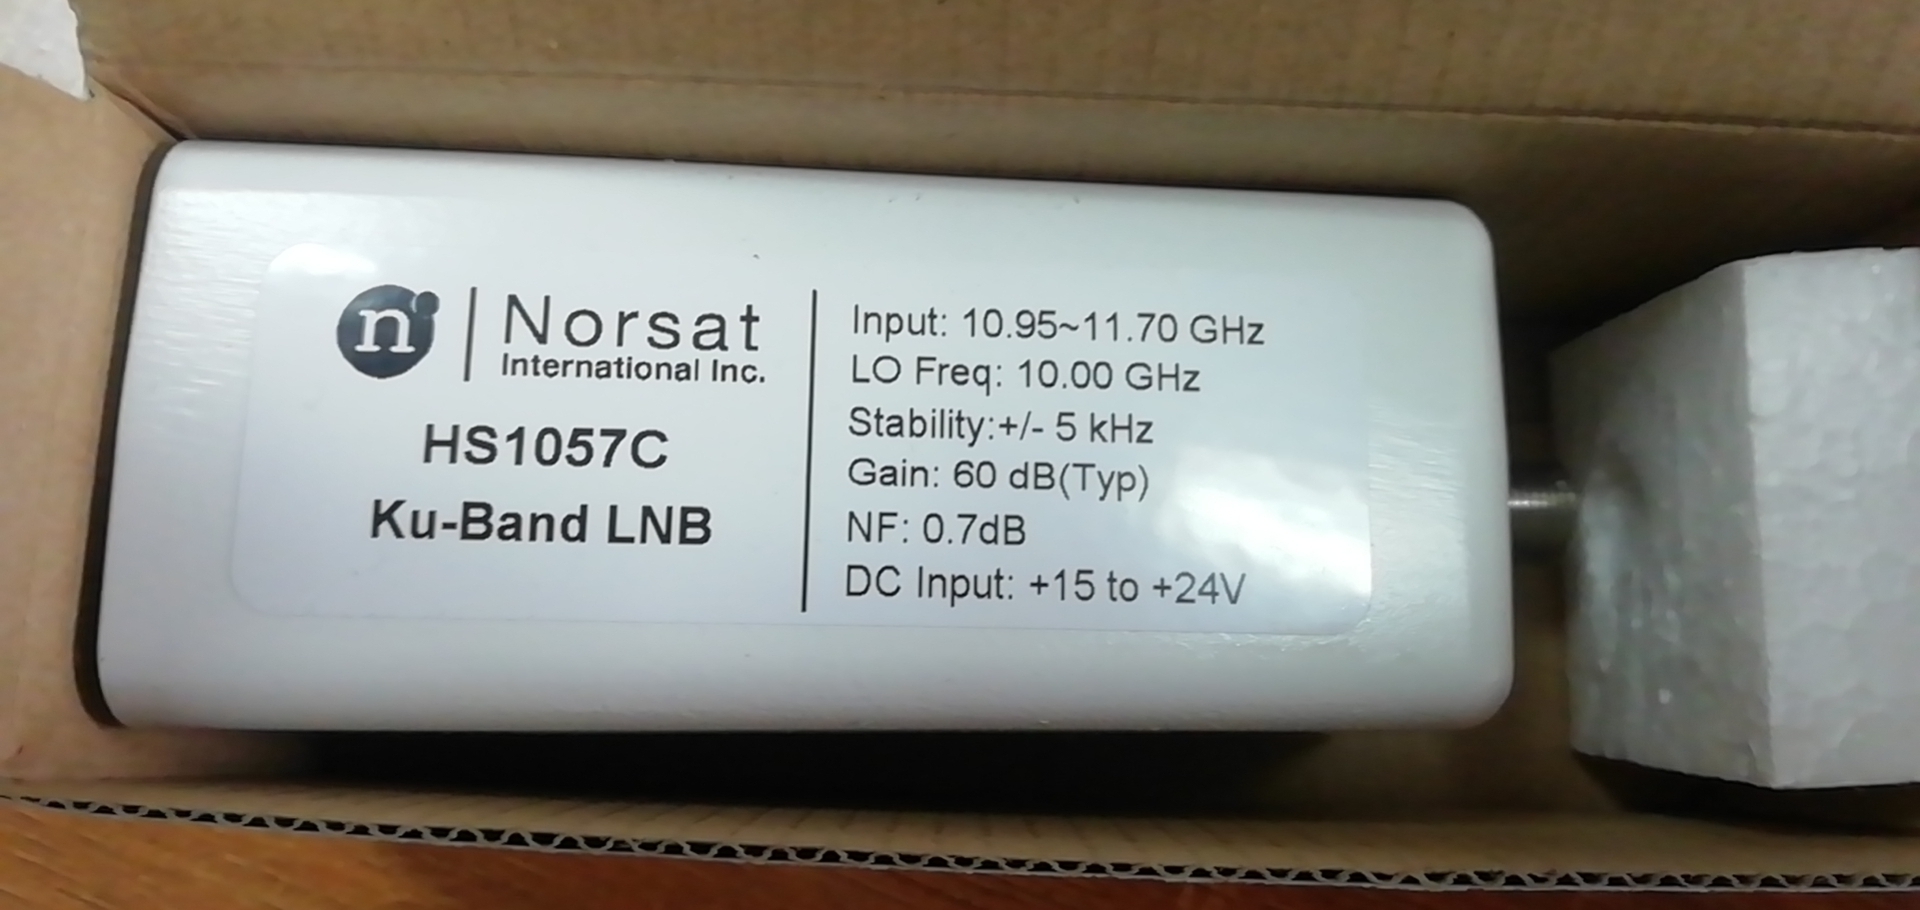 n
Norsat
International Inc.
HS1057C
Ku-Band LNB
Input: 10.95~11.70 GHz
LO Freq: 10.00 GHz
Stability:+/- 5 kHz
Gain: 60 dB(Typ)
NF: 0.7dB
DC Input: +15 to +24V